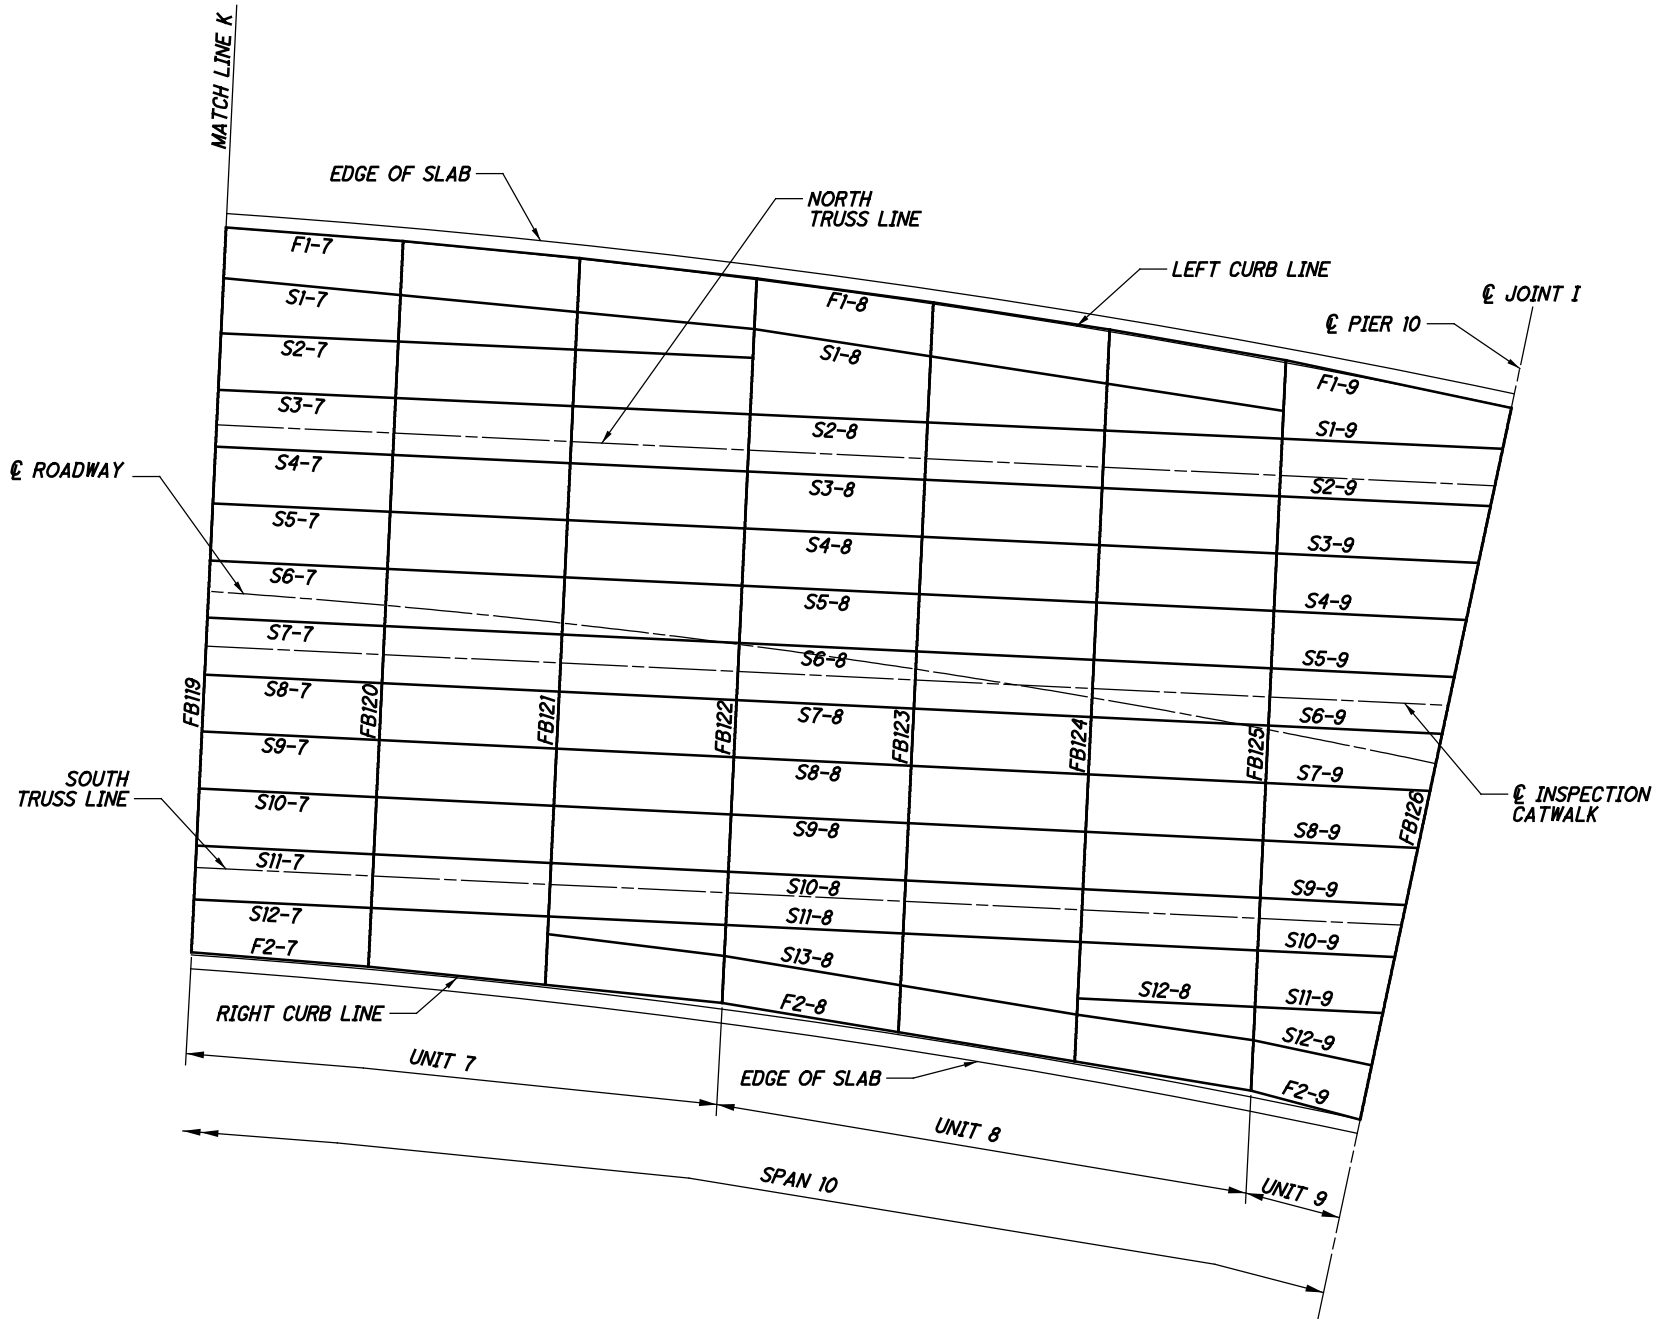 MATCH LINE K
EDGE OF SLAB
NORTH
TRUSS LINE
LEFT CURB LINE
℄ JOINT I
℄ PIER 10
F1-7
S1-7
S2-7
S3-7
S4-7
S5-7
S6-7
S7-7
S8-7
S9-7
S10-7
S11-7
S12-7
F2-7
F1-8
S1-8
S2-8
S3-8
S4-8
S5-8
S6-8
S7-8
S8-8
S9-8
S10-8
S11-8
S13-8
F2-8
S12-8
F1-9
S1-9
S2-9
S3-9
S4-9
S5-9
S6-9
S7-9
S8-9
S9-9
S10-9
S11-9
S12-9
F2-9
℄ ROADWAY
FB119
FB120
FB121
FB122
FB123
FB124
FB125
FB126
SOUTH
TRUSS LINE
℄ INSPECTION
CATWALK
RIGHT CURB LINE
EDGE OF SLAB
UNIT 7
UNIT 8
UNIT 9
SPAN 10